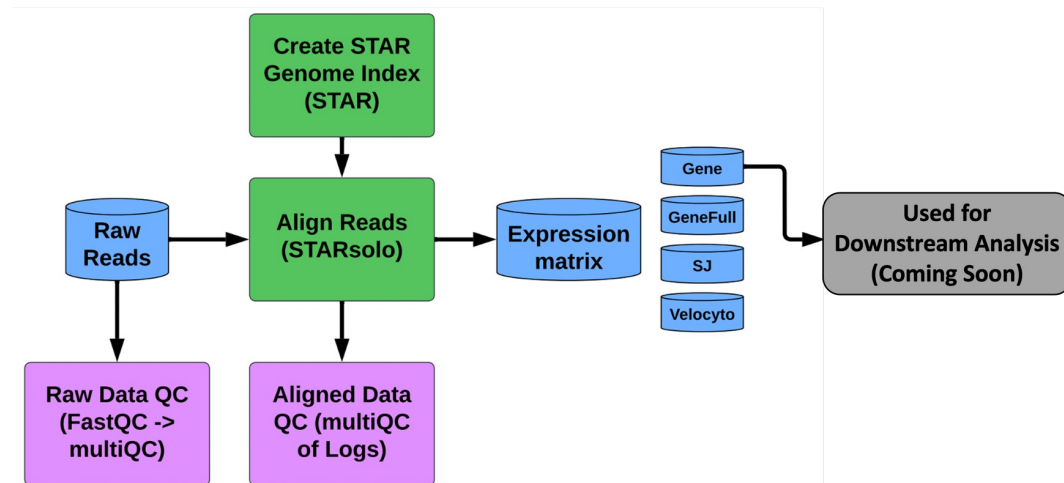 Create STAR
Genome Index
(STAR)
Raw
Reads
Align Reads
(STARsolo)
Expression
matrix
Gene
GeneFull
SJ
Velocyto
Used for
Downstream Analysis
(Coming Soon)
Raw Data QC
(FastQC ->
multiQC)
Aligned Data
QC (multiQC
of Logs)